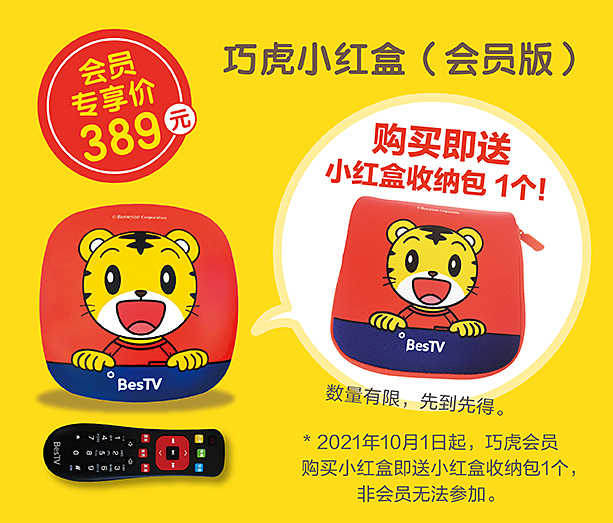 巧虎小红盒（会员版）
会员
专享价
389元
购买即送
小红盒收纳包 1个!
© Benesse Corporation
BesTV
© Benesse Corporation
BesTV
数量有限，先到先得。
BesTV
* 2021年10月1日起，巧虎会员
购买小红盒即送小红盒收纳包1个，
非会员无法参加。